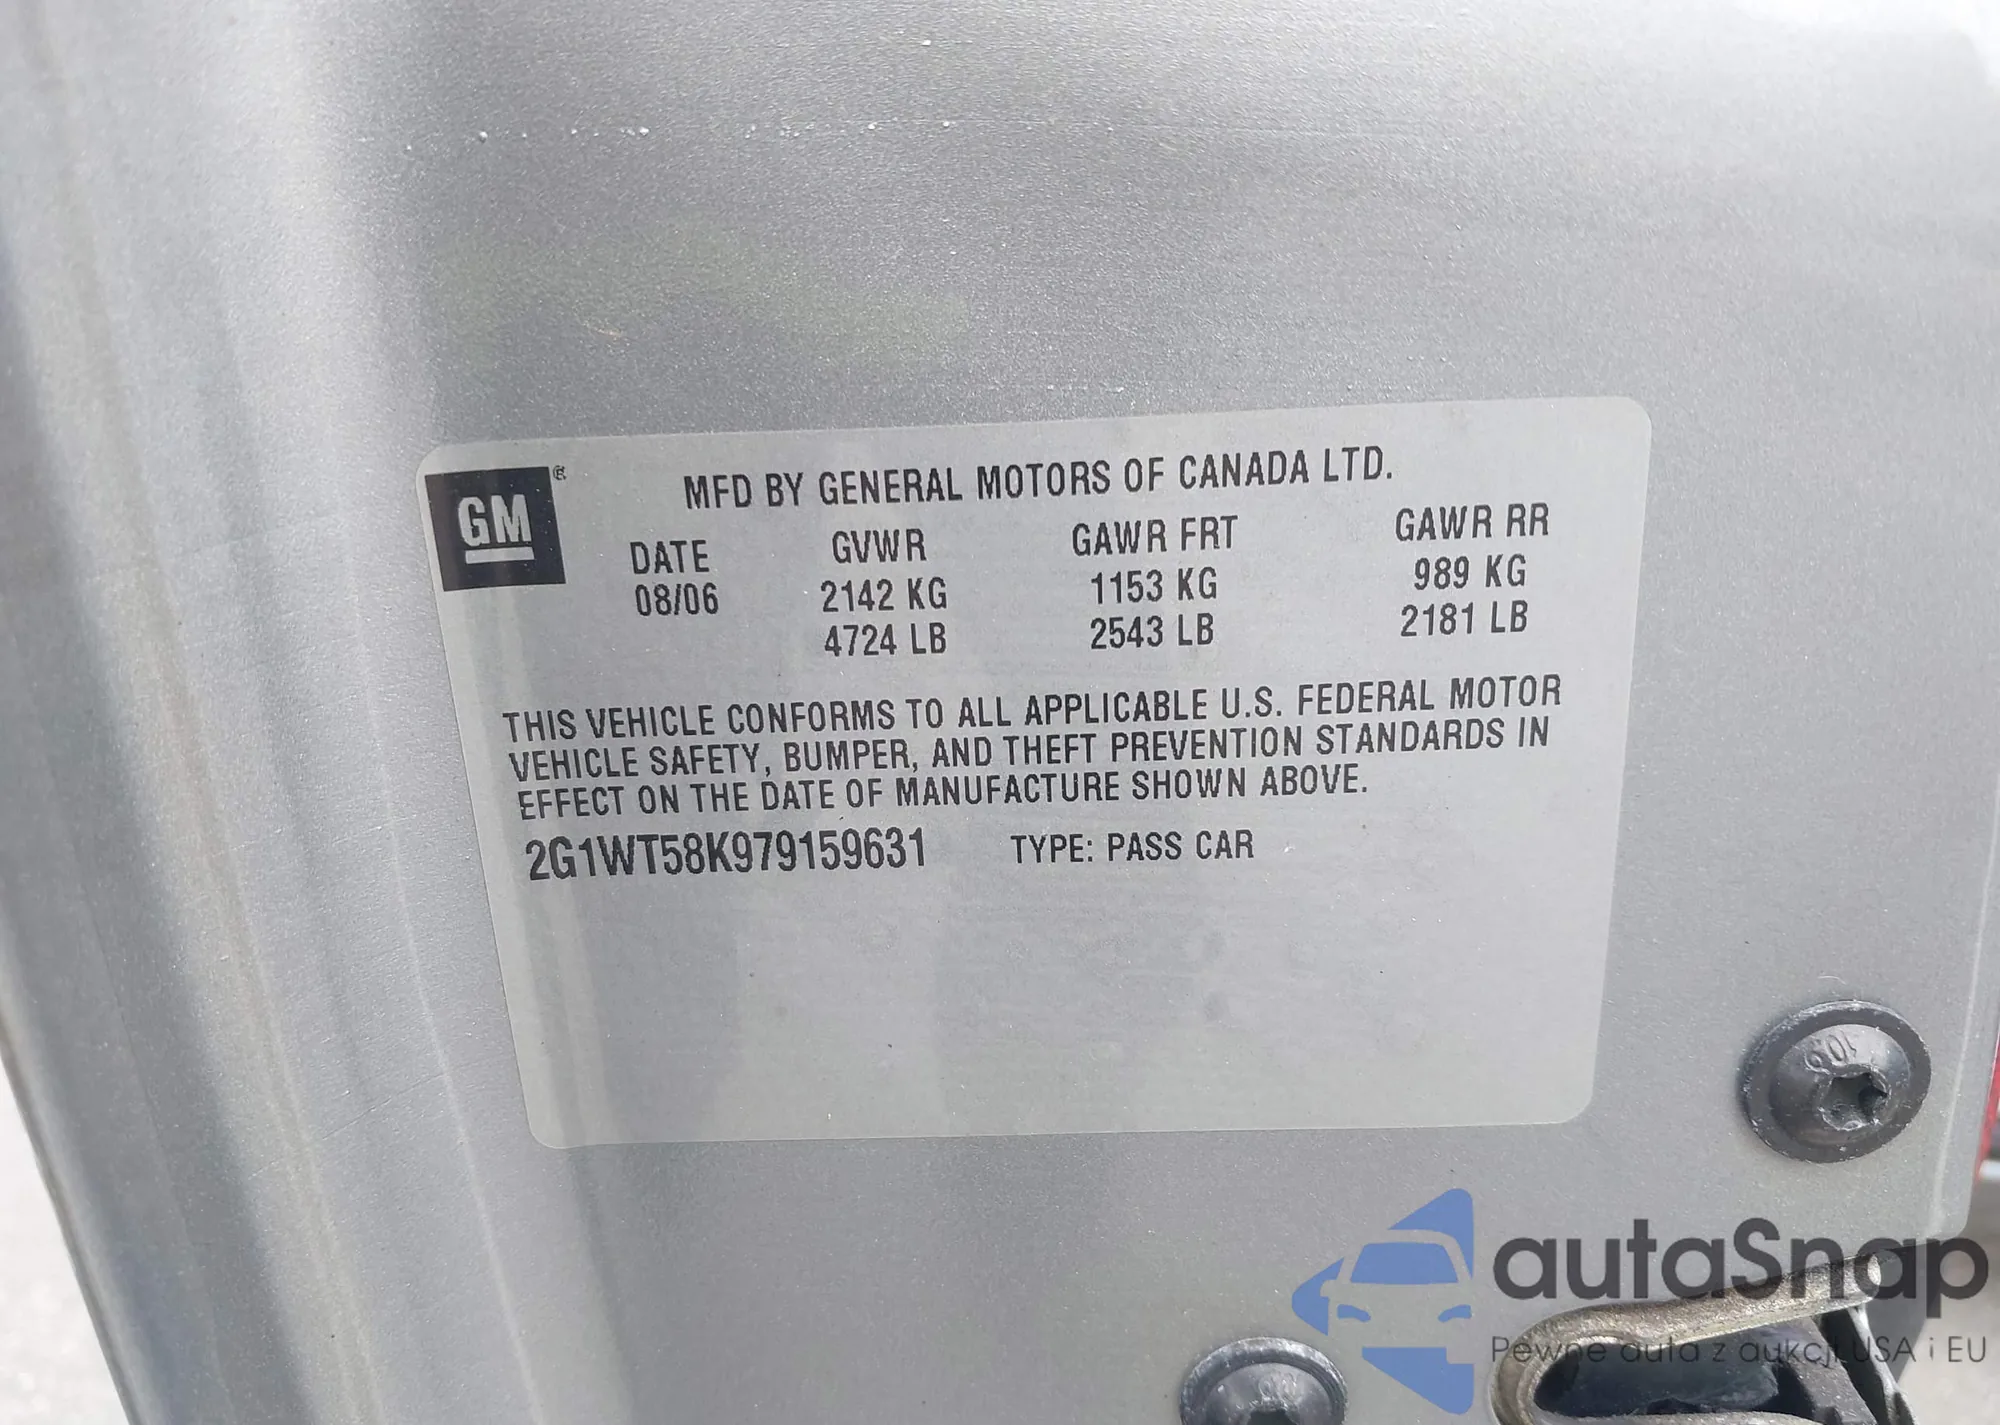 GM ®
MFD BY GENERAL MOTORS OF CANADA LTD.
DATE GVWR GAWR FRT GAWR RR
08/06 2142 KG 1153 KG 989 KG
4724 LB 2543 LB 2181 LB
THIS VEHICLE CONFORMS TO ALL APPLICABLE U.S. FEDERAL MOTOR
VEHICLE SAFETY, BUMPER, AND THEFT PREVENTION STANDARDS IN
EFFECT ON THE DATE OF MANUFACTURE SHOWN ABOVE.
2G1WT58K979159631 TYPE: PASS CAR
10.9
autaSnap
Pewne auta z aukcji USA i EU